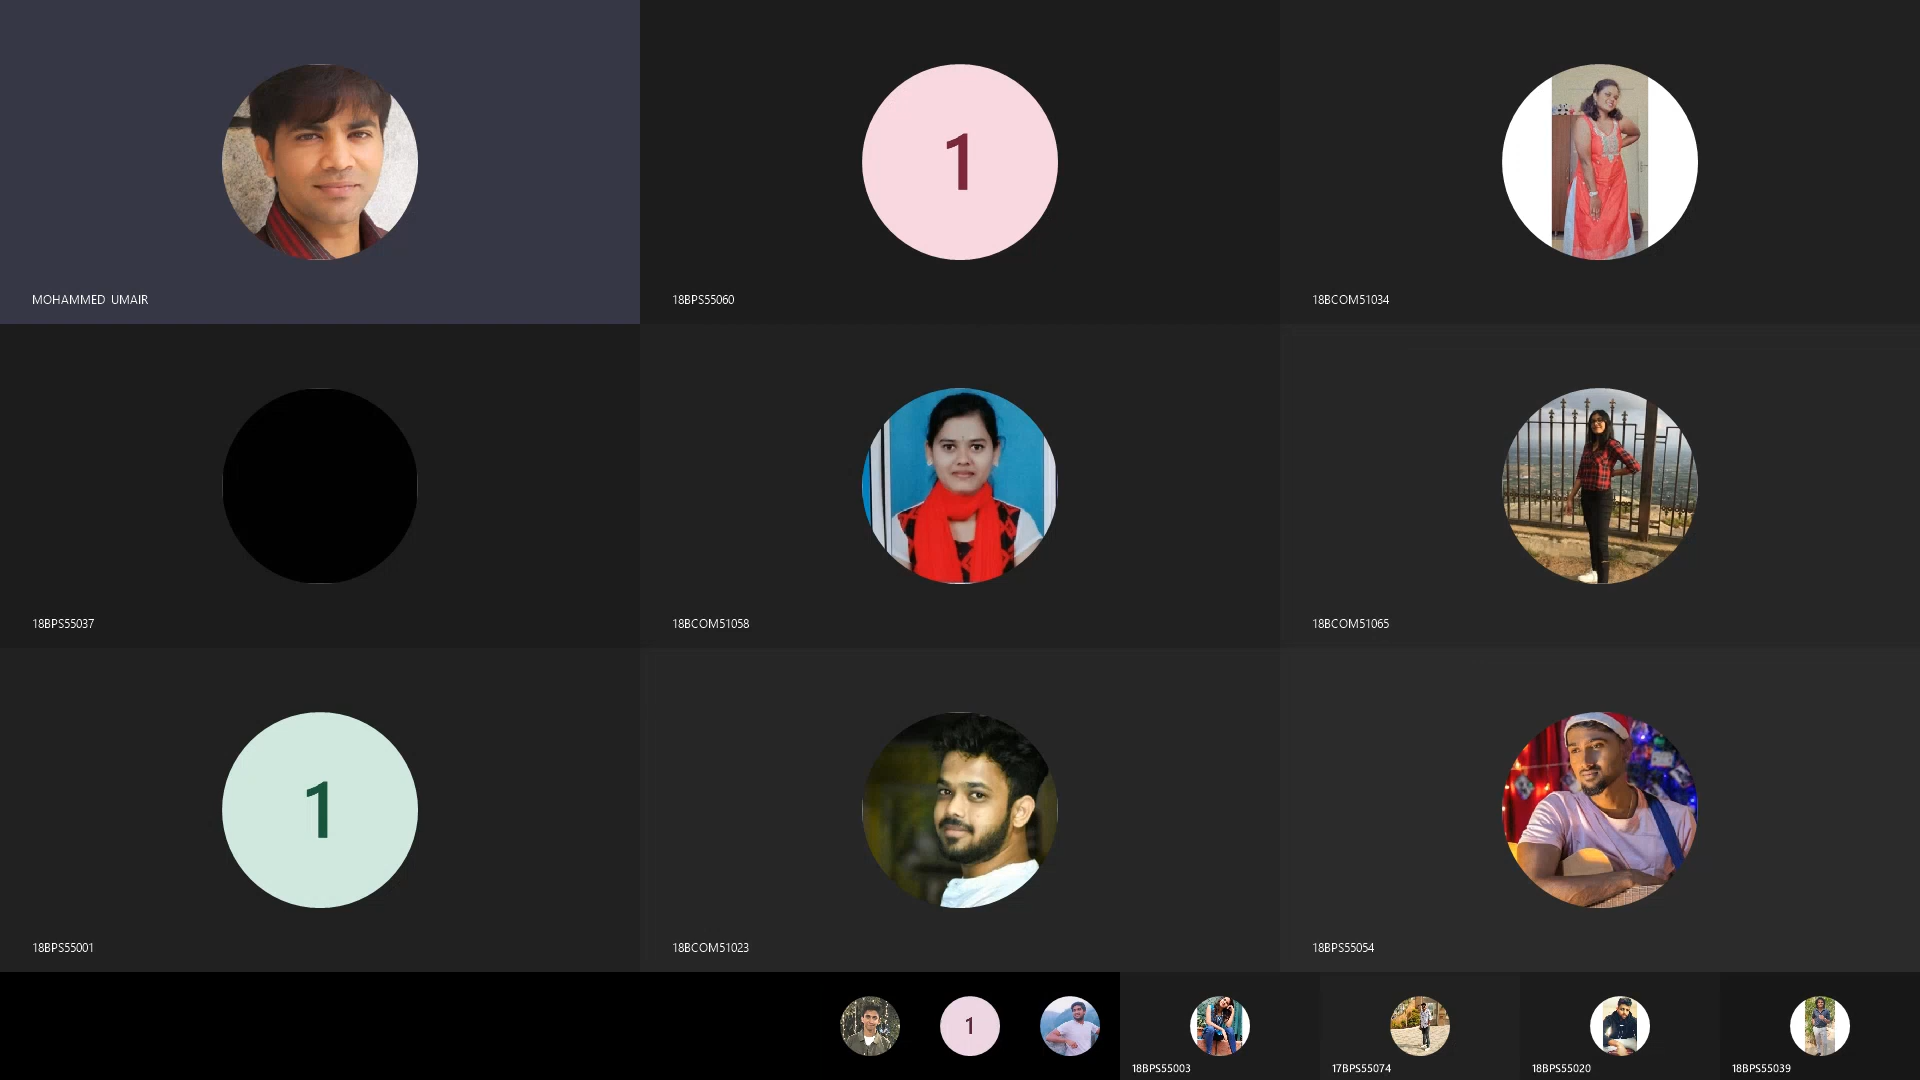 1
MOHAMMED UMAIR
18BPS55060
18BCOM51034
18BPS55037
18BCOM51058
18BCOM51065
1
18BPS55001
18BCOM51023
18BPS55054
1
18BPS55003
17BPS55074
18BPS55020
18BPS55039